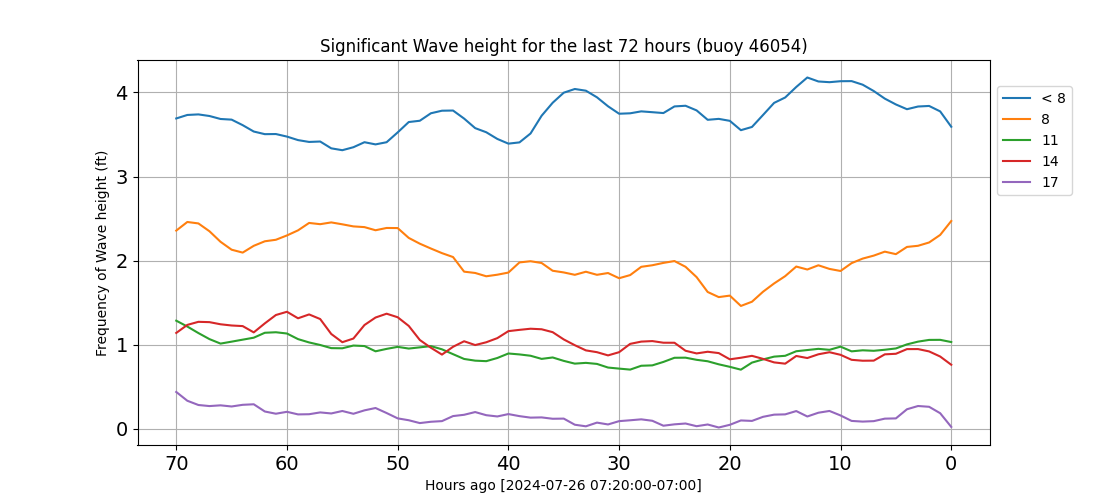 Significant Wave height for the last 72 hours (buoy 46054)
Frequency of Wave height (ft)
4
3
2
1
0
70 60 50 40 30 20 10 0
Hours ago [2024-07-26 07:20:00-07:00]
< 8
8
11
14
17